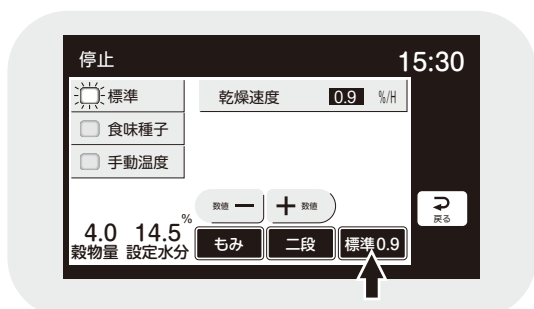 停止 15:30
標準 乾燥速度 0.9 %/H
食味種子
手動温度
数値 － ＋ 数値
戻る
4.0 14.5%
穀物量 設定水分 もみ 二段 標準0.9